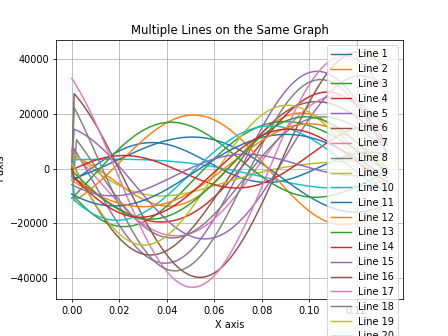 Multiple Lines on the Same Graph
40000
20000
0
−20000
−40000
0.00
0.02
0.04
0.06
0.08
0.10
X axis
Line 1
Line 2
Line 3
Line 4
Line 5
Line 6
Line 7
Line 8
Line 9
Line 10
Line 11
Line 12
Line 13
Line 14
Line 15
Line 16
Line 17
Line 18
Line 19
Line 20